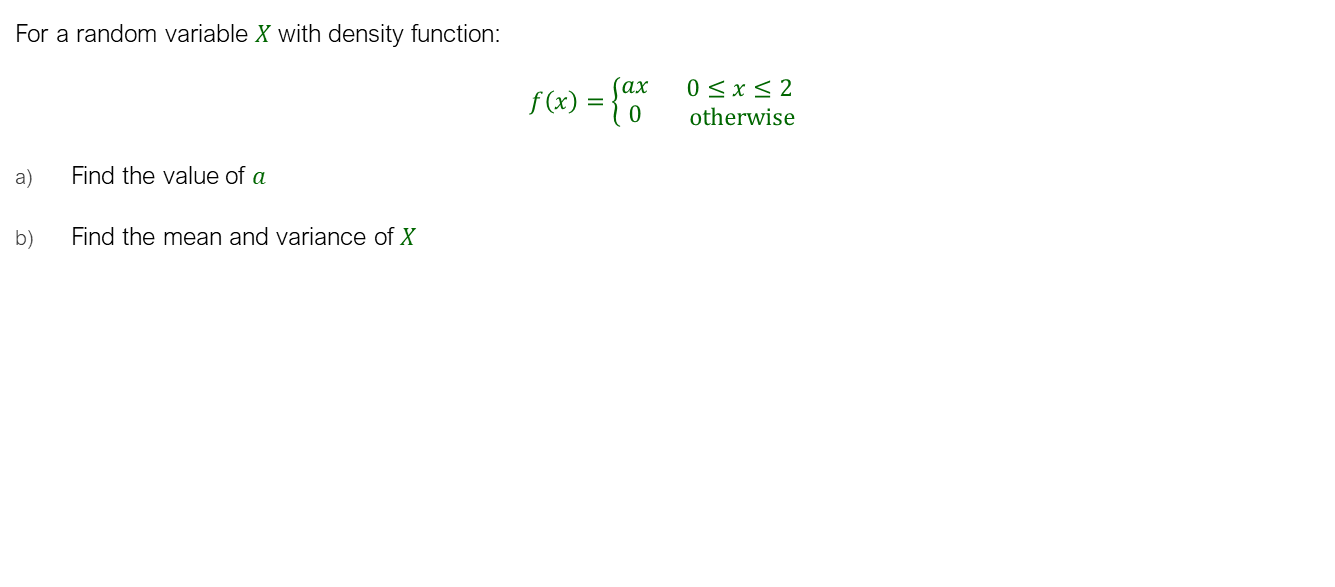 For a random variable X with density function:
f(x) = {ax 0 ≤ x ≤ 2
0 otherwise
a) Find the value of a
b) Find the mean and variance of X